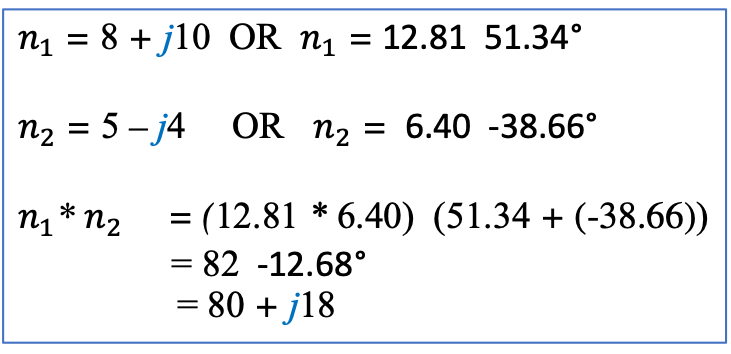 n₁ = 8 + j10 OR n₁ = 12.81 51.34°
n₂ = 5 – j4 OR n₂ = 6.40 -38.66°
n₁ * n₂ = (12.81 * 6.40) (51.34 + (-38.66))
= 82 -12.68°
= 80 + j18